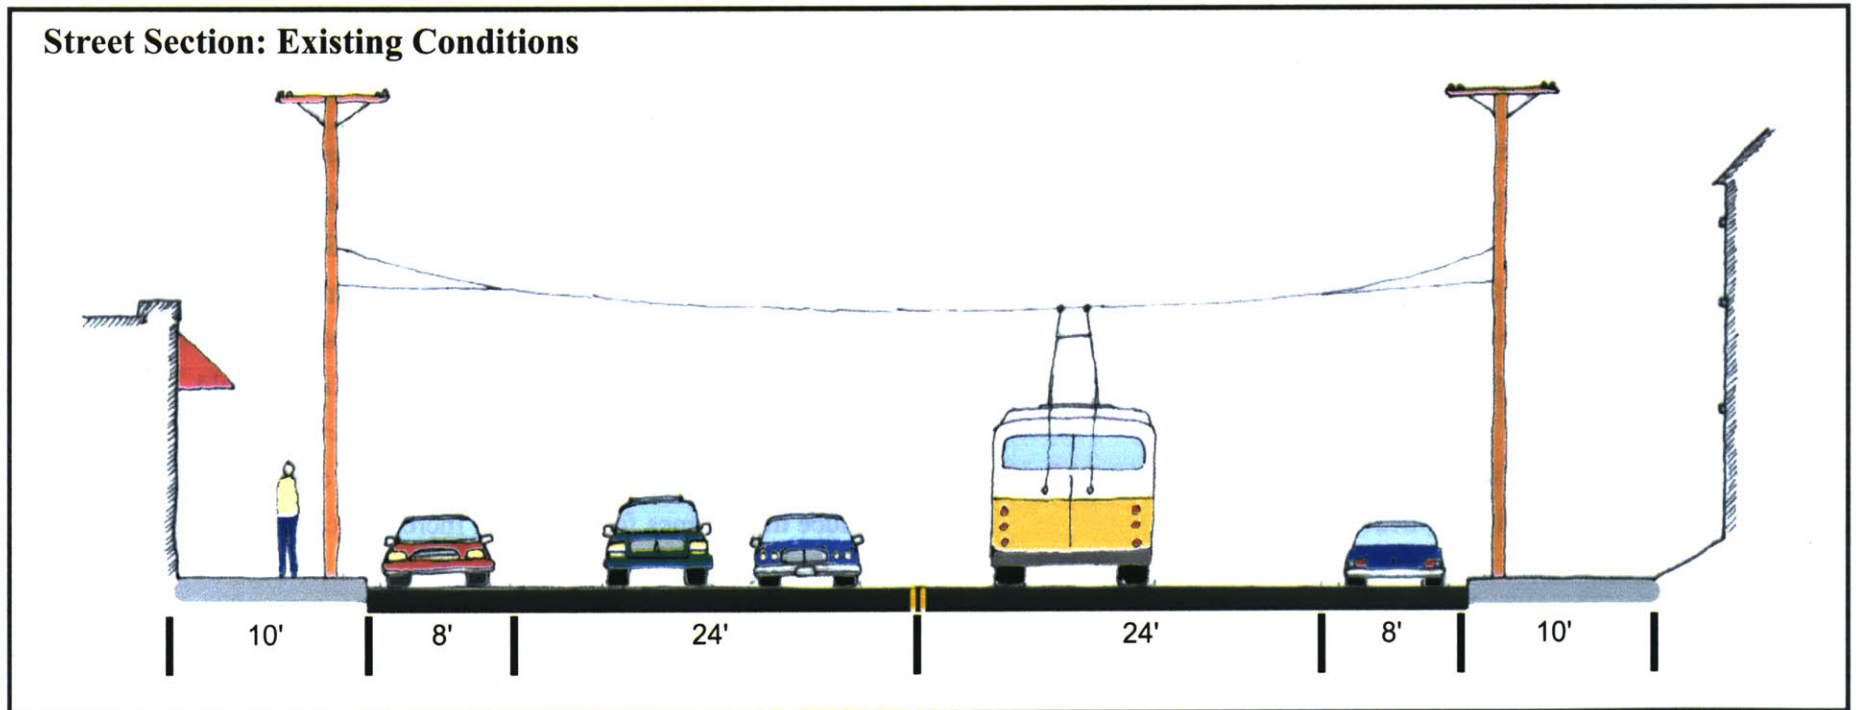 Street Section: Existing Conditions
10' 8' 24' 24' 8' 10'